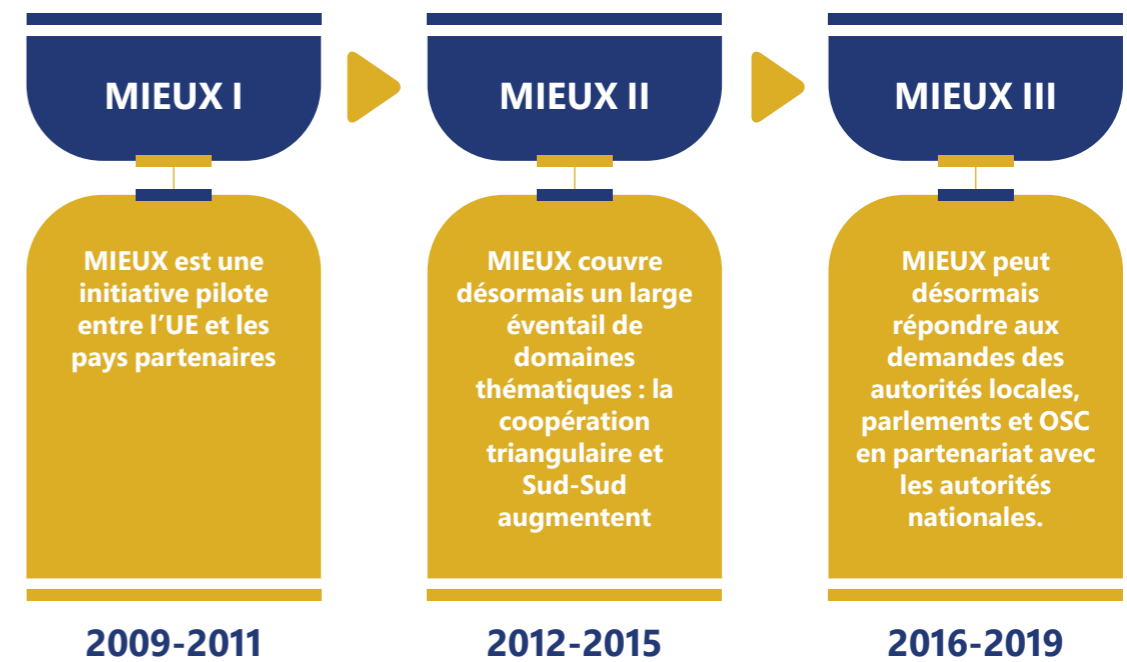 MIEUX I
MIEUX est une
initiative pilote
entre l'UE et les
pays partenaires
2009-2011
MIEUX II
MIEUX couvre
désormais un large
éventail de
domaines
thématiques : la
coopération
triangulaire et
Sud-Sud
augmentent
2012-2015
MIEUX III
MIEUX peut
désormais
répondre aux
demandes des
autorités locales,
parlements et OSC
en partenariat avec
les autorités
nationales.
2016-2019